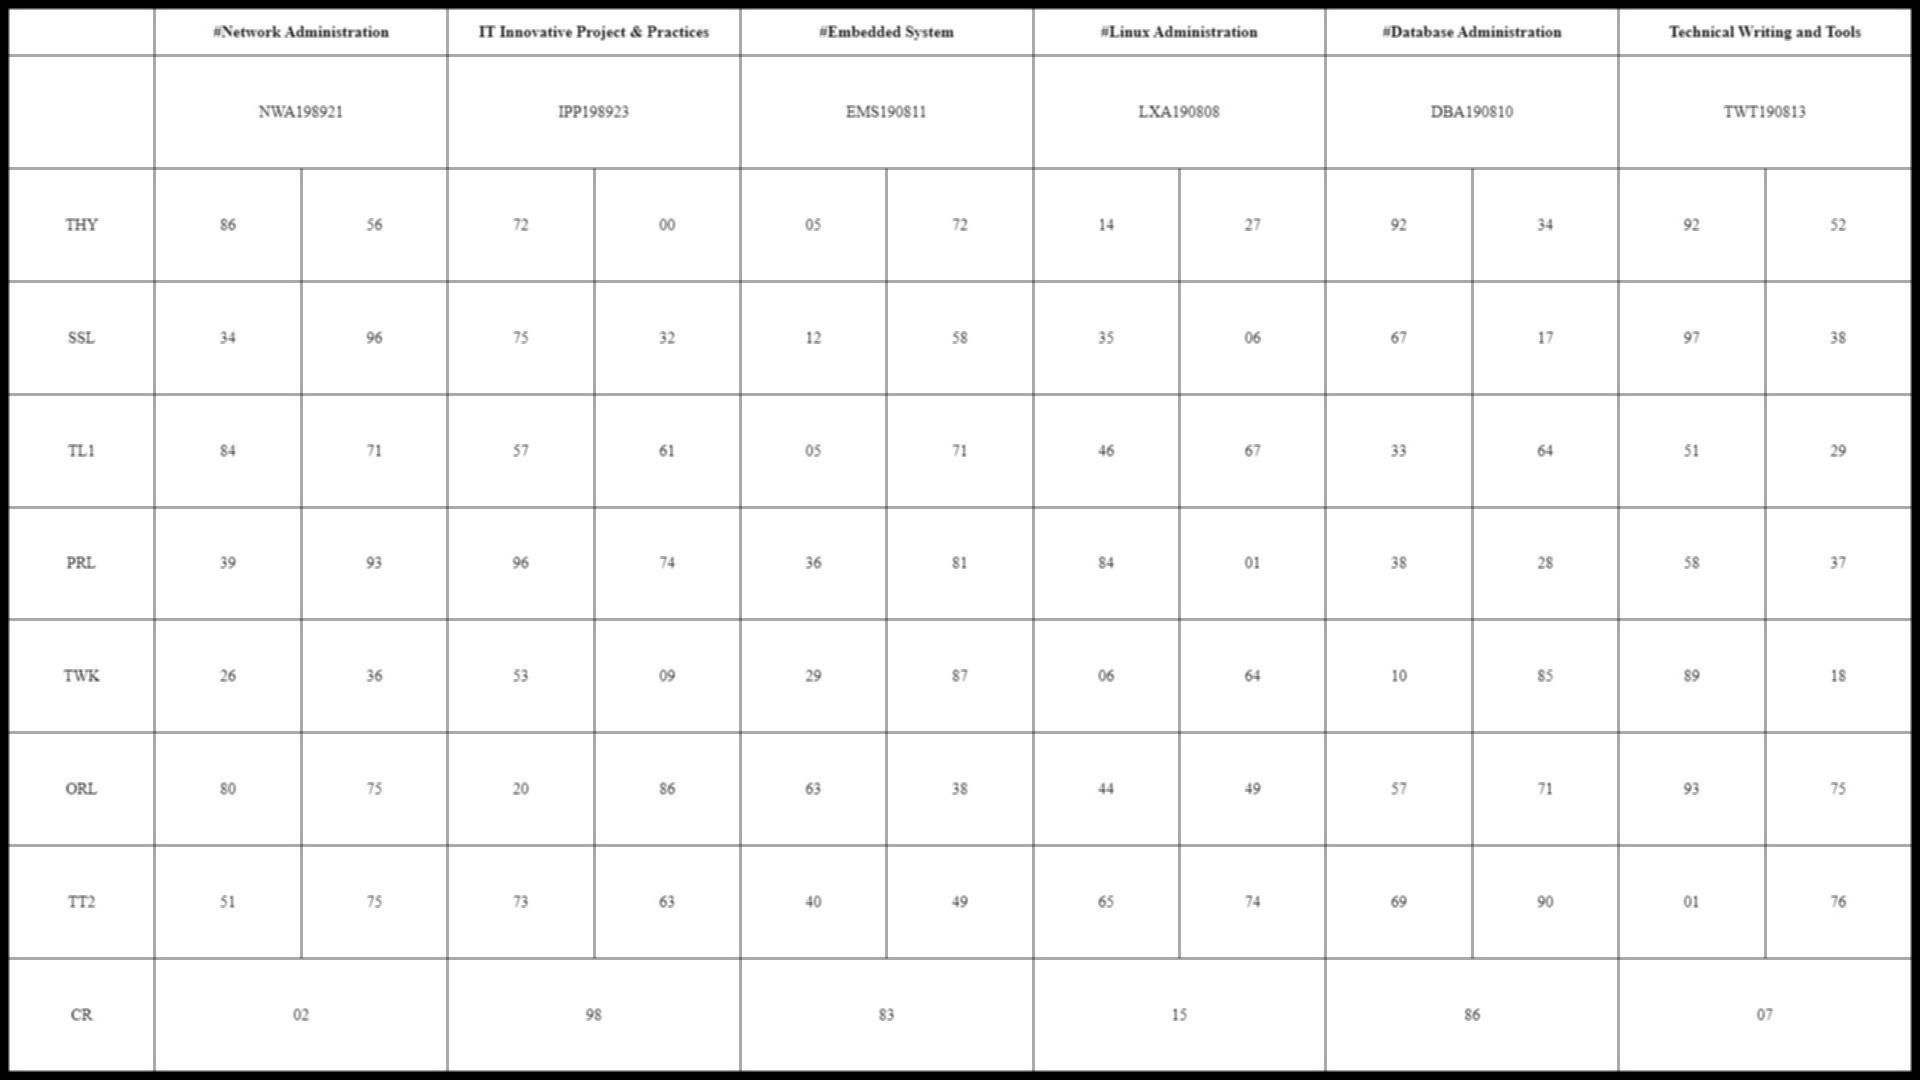 #Network Administration IT Innovative Project & Practices #Embedded System #Linux Administration #Database Administration Technical Writing and Tools
NWA198921 IPP198923 EMS190811 LXA190808 DBA190810 TWT190813
THY 86 56 72 00 05 72 14 27 92 34 92 52
SSL 34 96 75 32 12 58 35 06 67 17 97 38
TL1 84 71 57 61 05 71 46 67 33 64 51 29
PRL 39 93 96 74 36 81 84 01 38 28 58 37
TWK 26 36 53 09 29 87 06 64 10 85 89 18
ORL 80 75 20 86 63 38 44 49 57 71 93 75
TT2 51 75 73 63 40 49 65 74 69 90 01 76
CR 02 98 83 15 86 07